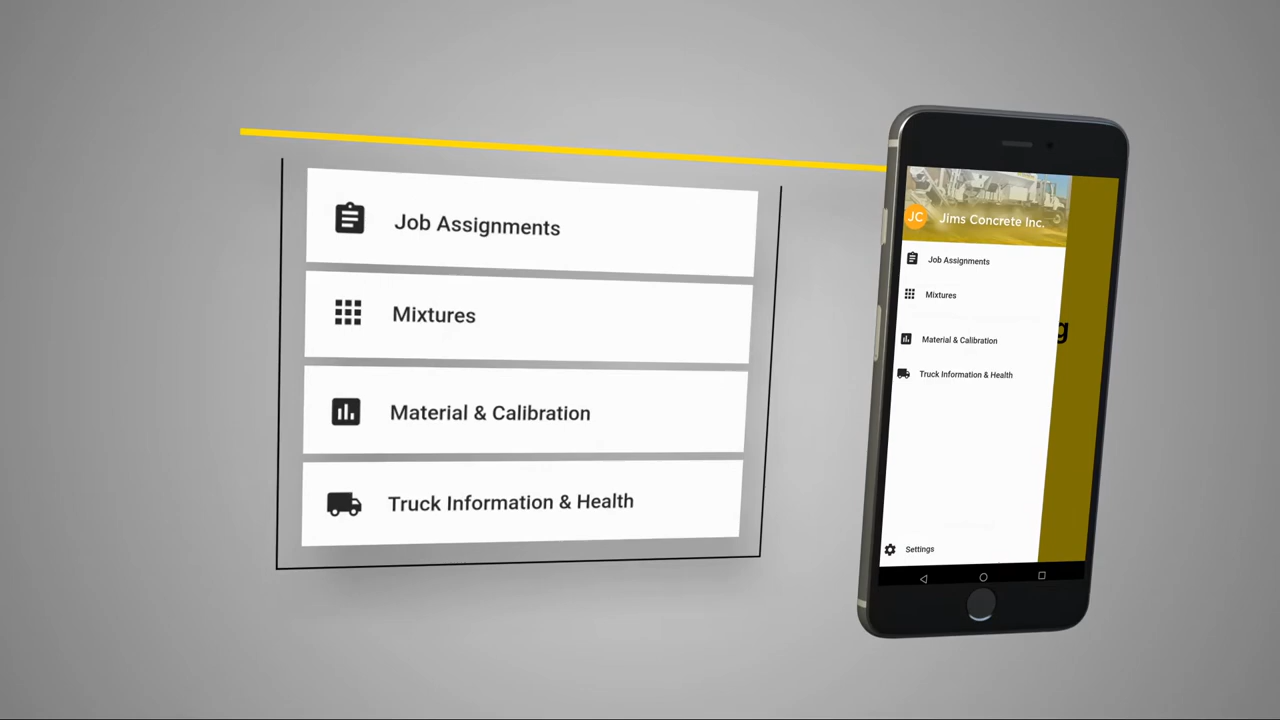 Job Assignments
Mixtures
Material & Calibration
Truck Information & Health
JC
Jims Concrete Inc.
Job Assignments
Mixtures
g
Material & Calibration
Truck Information & Health
Settings